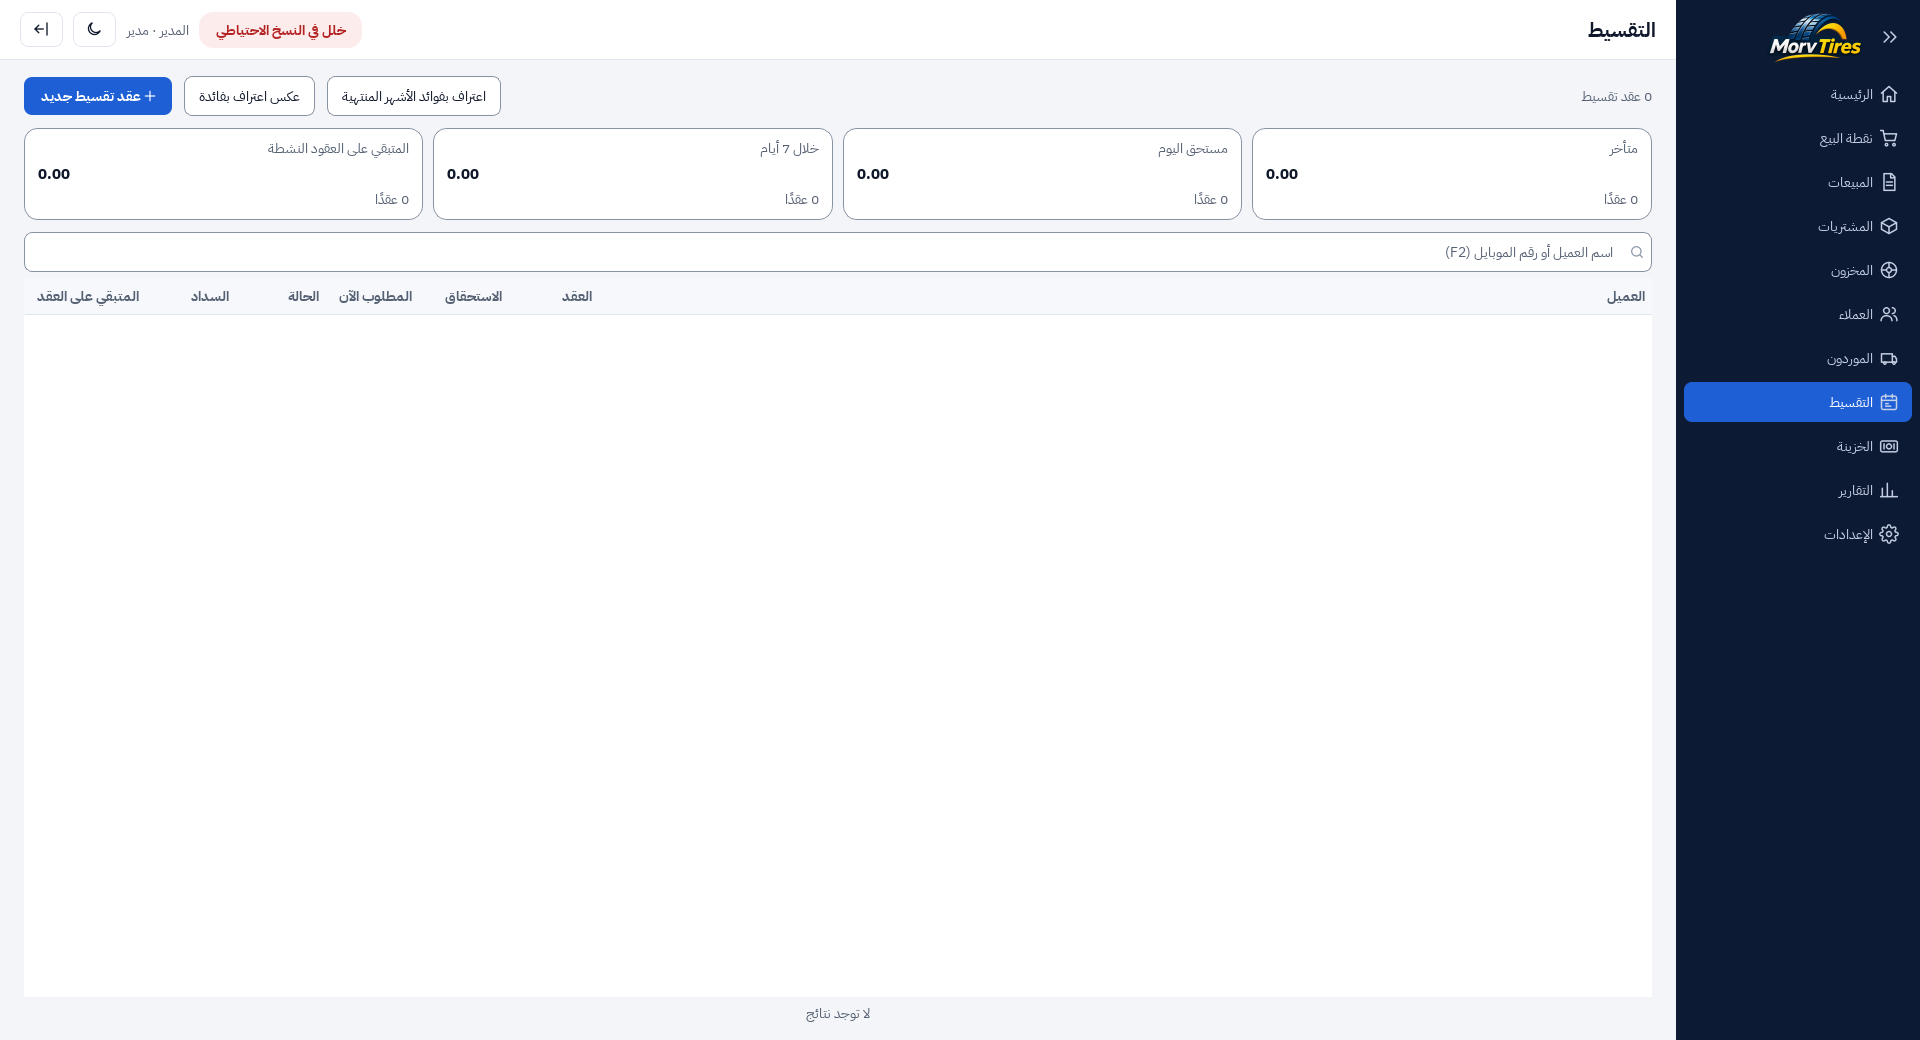 Morv Tires
الرئيسية
نقطة البيع
المبيعات
المشتريات
المخزون
العملاء
الموردون
التقسيط
الخزينة
التقارير
الإعدادات
التقسيط
خلل في النسخ الاحتياطي
المدير · مدير
0 عقد تقسيط
اعتراف بفوائد الأشهر المنتهية
عكس اعتراف بفائدة
عقد تقسيط جديد
متأخر
0.00
0 عقدًا
مستحق اليوم
0.00
0 عقدًا
خلال 7 أيام
0.00
0 عقدًا
المتبقي على العقود النشطة
0.00
0 عقدًا
اسم العميل أو رقم الموبايل (F2)
العميل العقد الاستحقاق المطلوب الآن الحالة السداد المتبقي على العقد
لا توجد نتائج